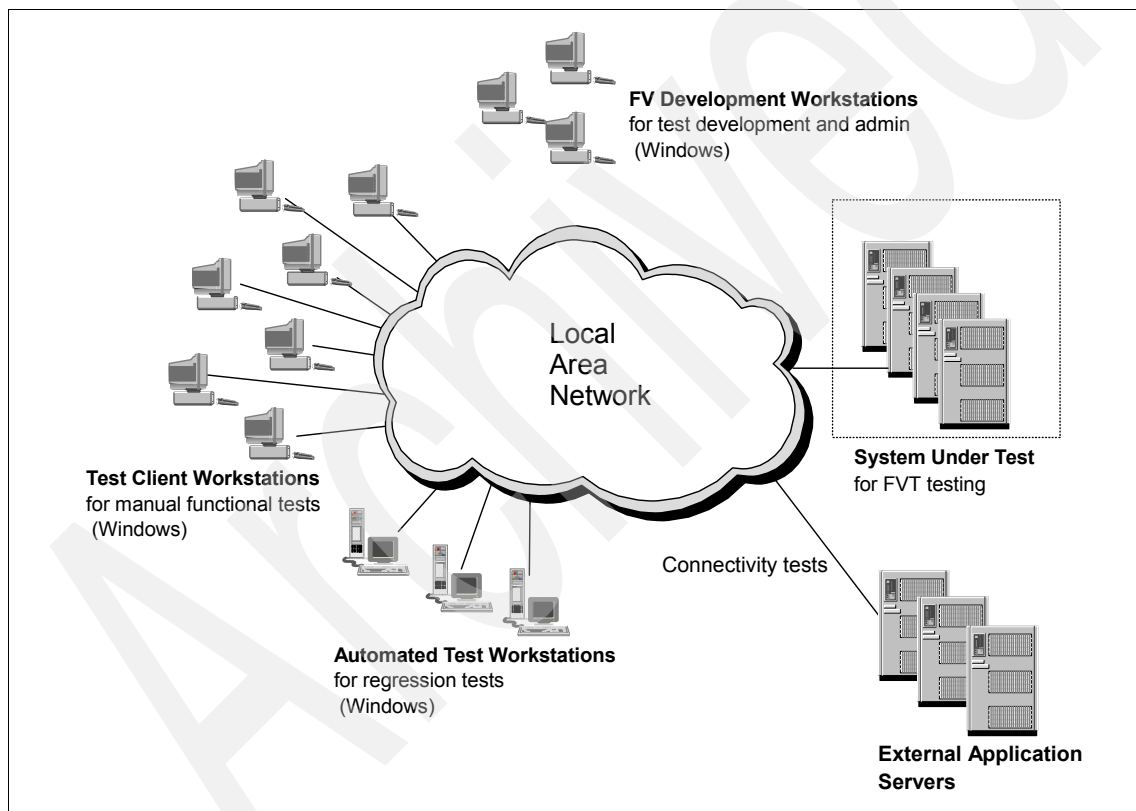 FV Development Workstations
for test development and admin
(Windows)
Local
Area
Network
System Under Test
for FVT testing
Test Client Workstations
for manual functional tests
(Windows)
Connectivity tests
Automated Test Workstations
for regression tests
(Windows)
External Application
Servers
Archived